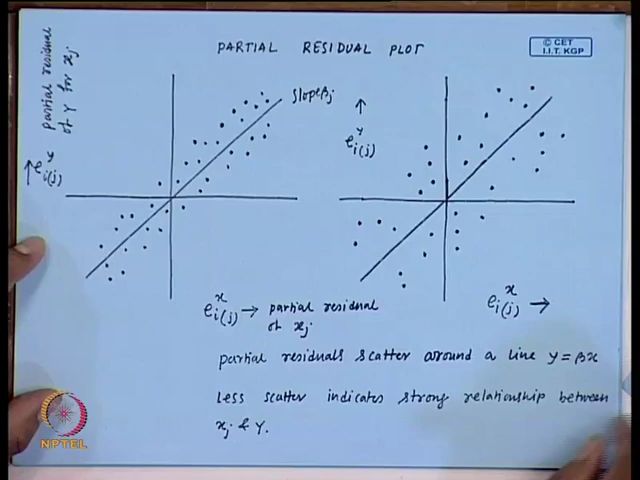 PARTIAL RESIDUAL PLOT
© CET
I.I.T. KGP
partial residual
of Y for xj
↑ e^y_i(j)
slope βj
↑
e^y_i(j)
e^x_i(j) → partial residual
of xj
e^x_i(j) →
partial residuals scatter around a line y = βx
Less scatter indicates strong relationship between
xj & Y.
NPTEL